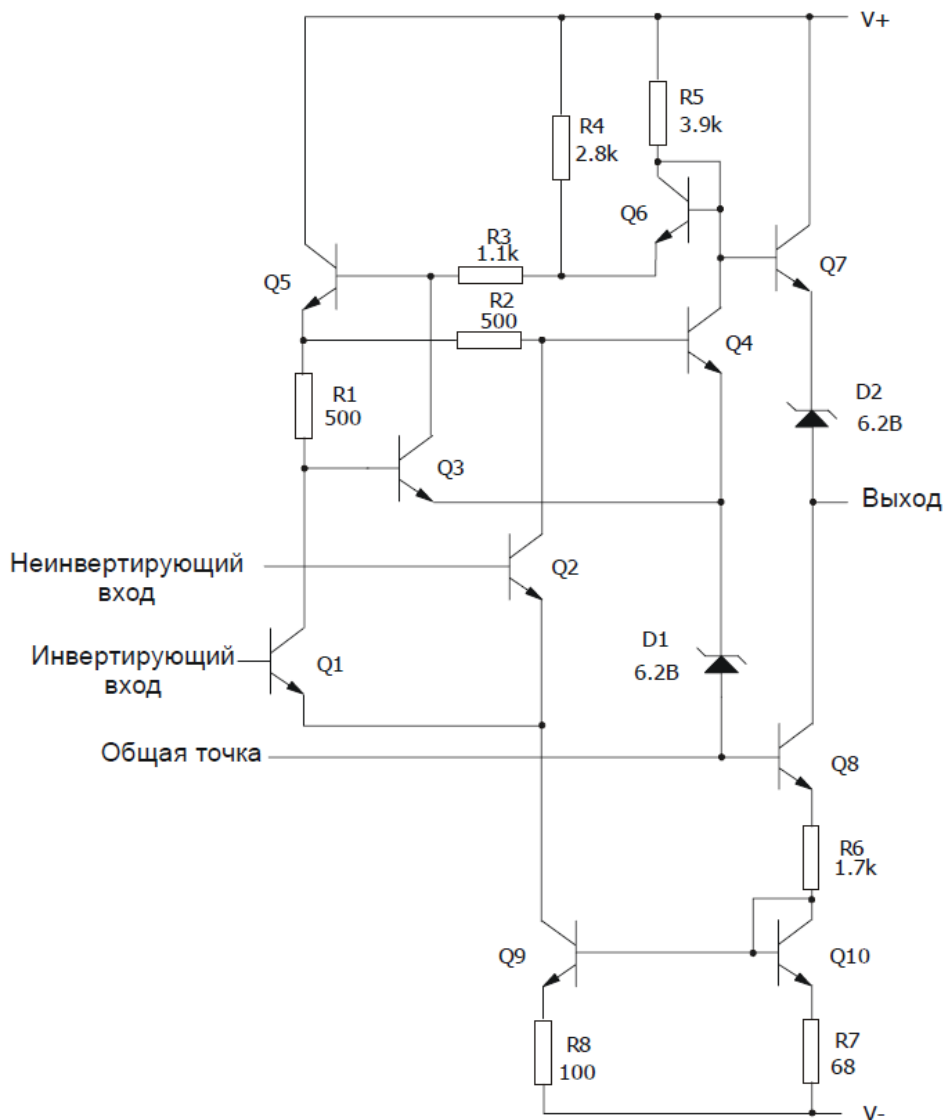 V+
R5
3.9k
R4
2.8k
Q6
R3
1.1k
Q7
Q5
R2
500
Q4
D2
6.2В
R1
500
Q3
Выход
Неинвертирующий
вход
Q2
D1
6.2В
Инвертирующий
вход
Q1
Общая точка
Q8
R6
1.7k
Q9
Q10
R8
100
R7
68
V-